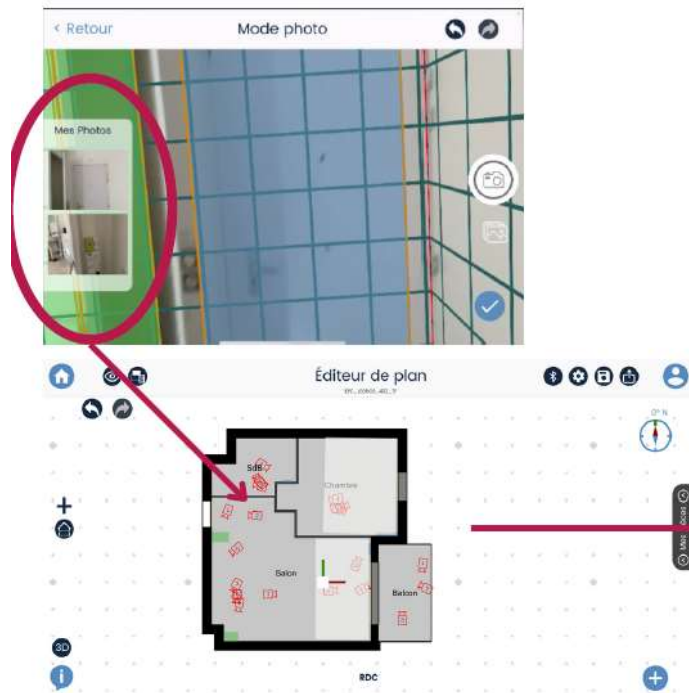 < Retour
Mode photo
Mes Photos
Éditeur de plan
0° N
SdB
Chambre
Salon
Balcon
3D
RDC